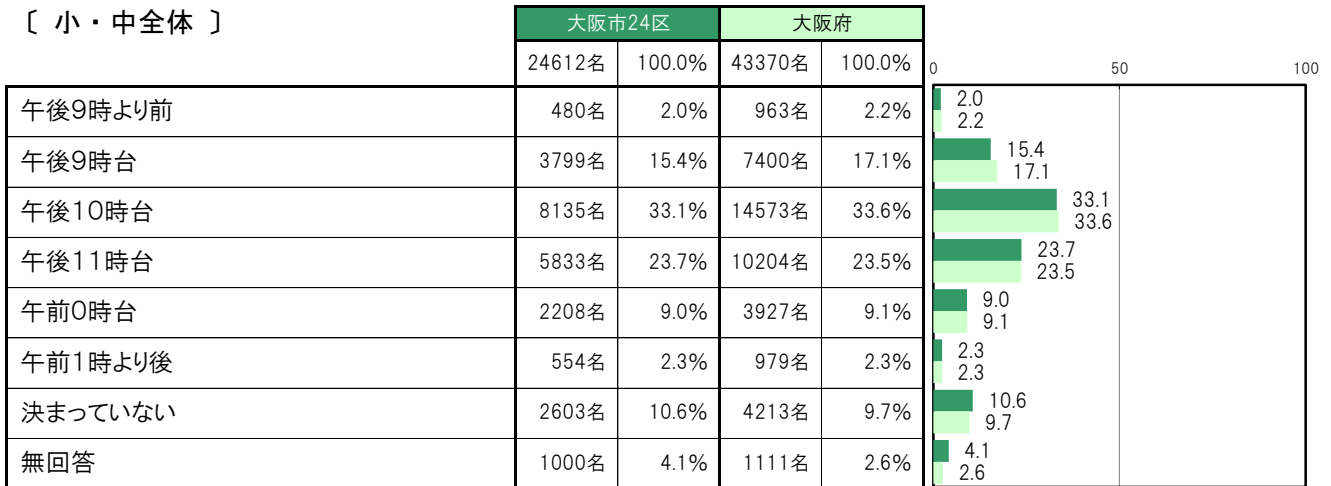 〔 小・中全体 〕
大阪市24区 大阪府
24612名 100.0% 43370名 100.0% 0 50 100
午後9時より前 480名 2.0% 963名 2.2% 2.0 2.2
午後9時台 3799名 15.4% 7400名 17.1% 15.4 17.1
午後10時台 8135名 33.1% 14573名 33.6% 33.1 33.6
午後11時台 5833名 23.7% 10204名 23.5% 23.7 23.5
午前0時台 2208名 9.0% 3927名 9.1% 9.0 9.1
午前1時より後 554名 2.3% 979名 2.3% 2.3 2.3
決まっていない 2603名 10.6% 4213名 9.7% 10.6 9.7
無回答 1000名 4.1% 1111名 2.6% 4.1 2.6